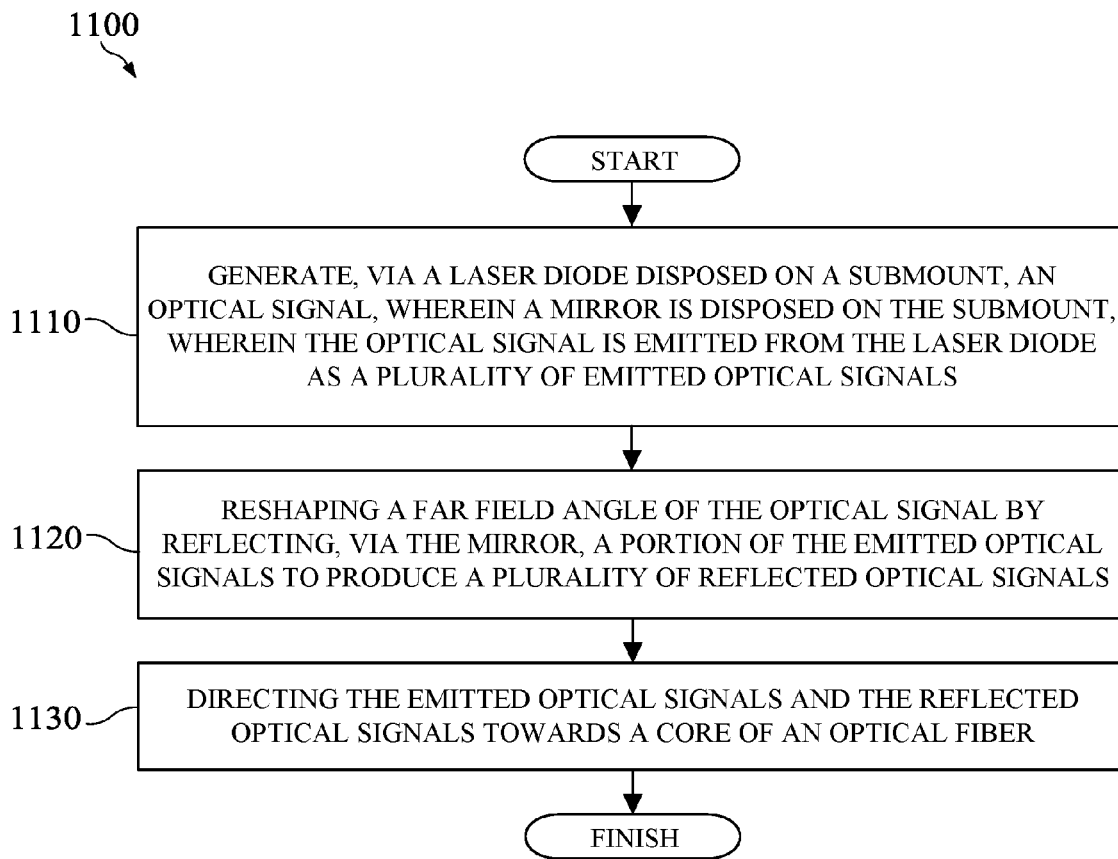 1100
START
1110
GENERATE, VIA A LASER DIODE DISPOSED ON A SUBMOUNT, AN
OPTICAL SIGNAL, WHEREIN A MIRROR IS DISPOSED ON THE SUBMOUNT,
WHEREIN THE OPTICAL SIGNAL IS EMITTED FROM THE LASER DIODE
AS A PLURALITY OF EMITTED OPTICAL SIGNALS
1120
RESHAPING A FAR FIELD ANGLE OF THE OPTICAL SIGNAL BY
REFLECTING, VIA THE MIRROR, A PORTION OF THE EMITTED OPTICAL
SIGNALS TO PRODUCE A PLURALITY OF REFLECTED OPTICAL SIGNALS
1130
DIRECTING THE EMITTED OPTICAL SIGNALS AND THE REFLECTED
OPTICAL SIGNALS TOWARDS A CORE OF AN OPTICAL FIBER
FINISH